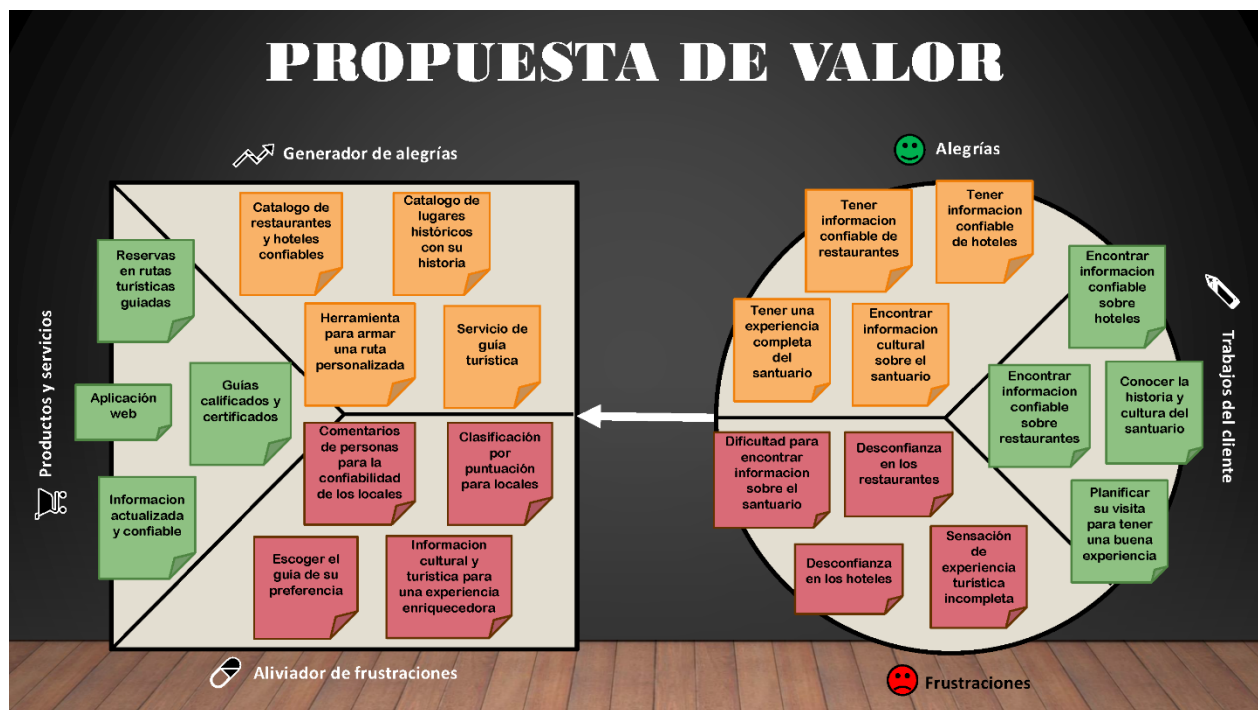 PROPUESTA DE VALOR
Generador de alegrías
Catalogo de
restaurantes
y hoteles
confiables
Catalogo de
lugares
históricos
con su
historia
Herramienta
para armar
una ruta
personalizada
Servicio de
guía
turística
Productos y servicios
Reservas
en rutas
turísticas
guiadas
Aplicación
web
Guías
calificados y
certificados
Informacion
actualizada
y confiable
Comentarios
de personas
para la
confiabilidad
de los locales
Clasificación
por
puntuación
para locales
Escoger el
guia de su
preferencia
Informacion
cultural y
turística para
una experiencia
enriquecedora
Aliviador de frustraciones
Alegrías
Tener
informacion
confiable de
restaurantes
Tener
informacion
confiable
de hoteles
Tener una
experiencia
completa
del
santuario
Encontrar
informacion
cultural
sobre el
santuario
Trabajos del cliente
Encontrar
informacion
confiable
sobre
hoteles
Encontrar
informacion
confiable
sobre
restaurantes
Conocer la
historia y
cultura del
santuario
Planificar
su visita
para tener
una buena
experiencia
Dificultad para
encontrar
informacion
sobre el
santuario
Desconfianza
en los
restaurantes
Desconfianza
en los hoteles
Sensación
de
experiencia
turística
incompleta
Frustraciones